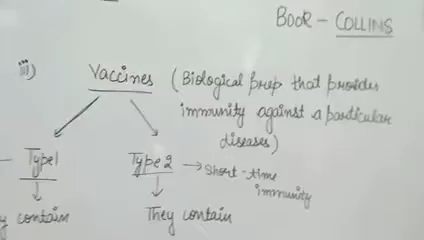 BOOK - COLLINS
iii) Vaccines (Biological prep that provides
immunity against a particular
diseases)
- Type 1
Type 2 → Short-time
immunity
y contain
They contain